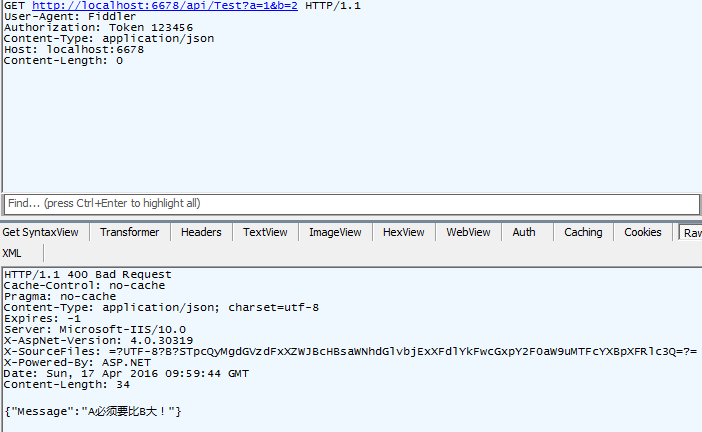 GET http://localhost:6678/api/Test?a=1&b=2 HTTP/1.1
User-Agent: Fiddler
Authorization: Token 123456
Content-Type: application/json
Host: localhost:6678
Content-Length: 0
Find... (press Ctrl+Enter to highlight all)
Get SyntaxView Transformer Headers TextView ImageView HexView WebView Auth Caching Cookies Raw
XML
HTTP/1.1 400 Bad Request
Cache-Control: no-cache
Pragma: no-cache
Content-Type: application/json; charset=utf-8
Expires: -1
Server: Microsoft-IIS/10.0
X-AspNet-Version: 4.0.30319
X-SourceFiles: =?UTF-8?B?STpcQyMgdGVzdFxXZWJBcHBsaWNhdGlvbjExXFdlYkFwcGxpY2F0aW9uMTFcYXBpXFRlc3Q=?=
X-Powered-By: ASP.NET
Date: Sun, 17 Apr 2016 09:59:44 GMT
Content-Length: 34
{"Message":"A必须要比B大！"}